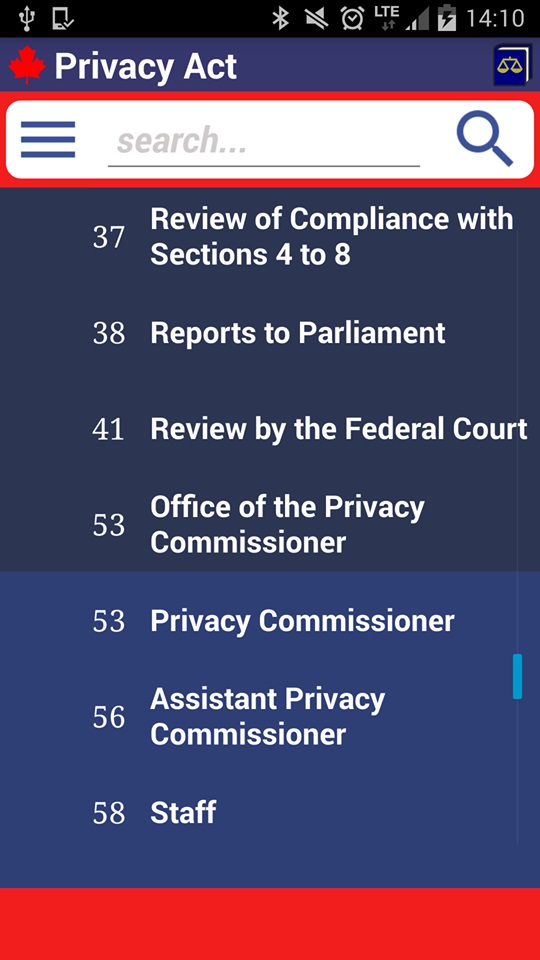 LTE 14:10
Privacy Act
search...
37 Review of Compliance with
Sections 4 to 8
38 Reports to Parliament
41 Review by the Federal Court
53 Office of the Privacy
Commissioner
53 Privacy Commissioner
56 Assistant Privacy
Commissioner
58 Staff